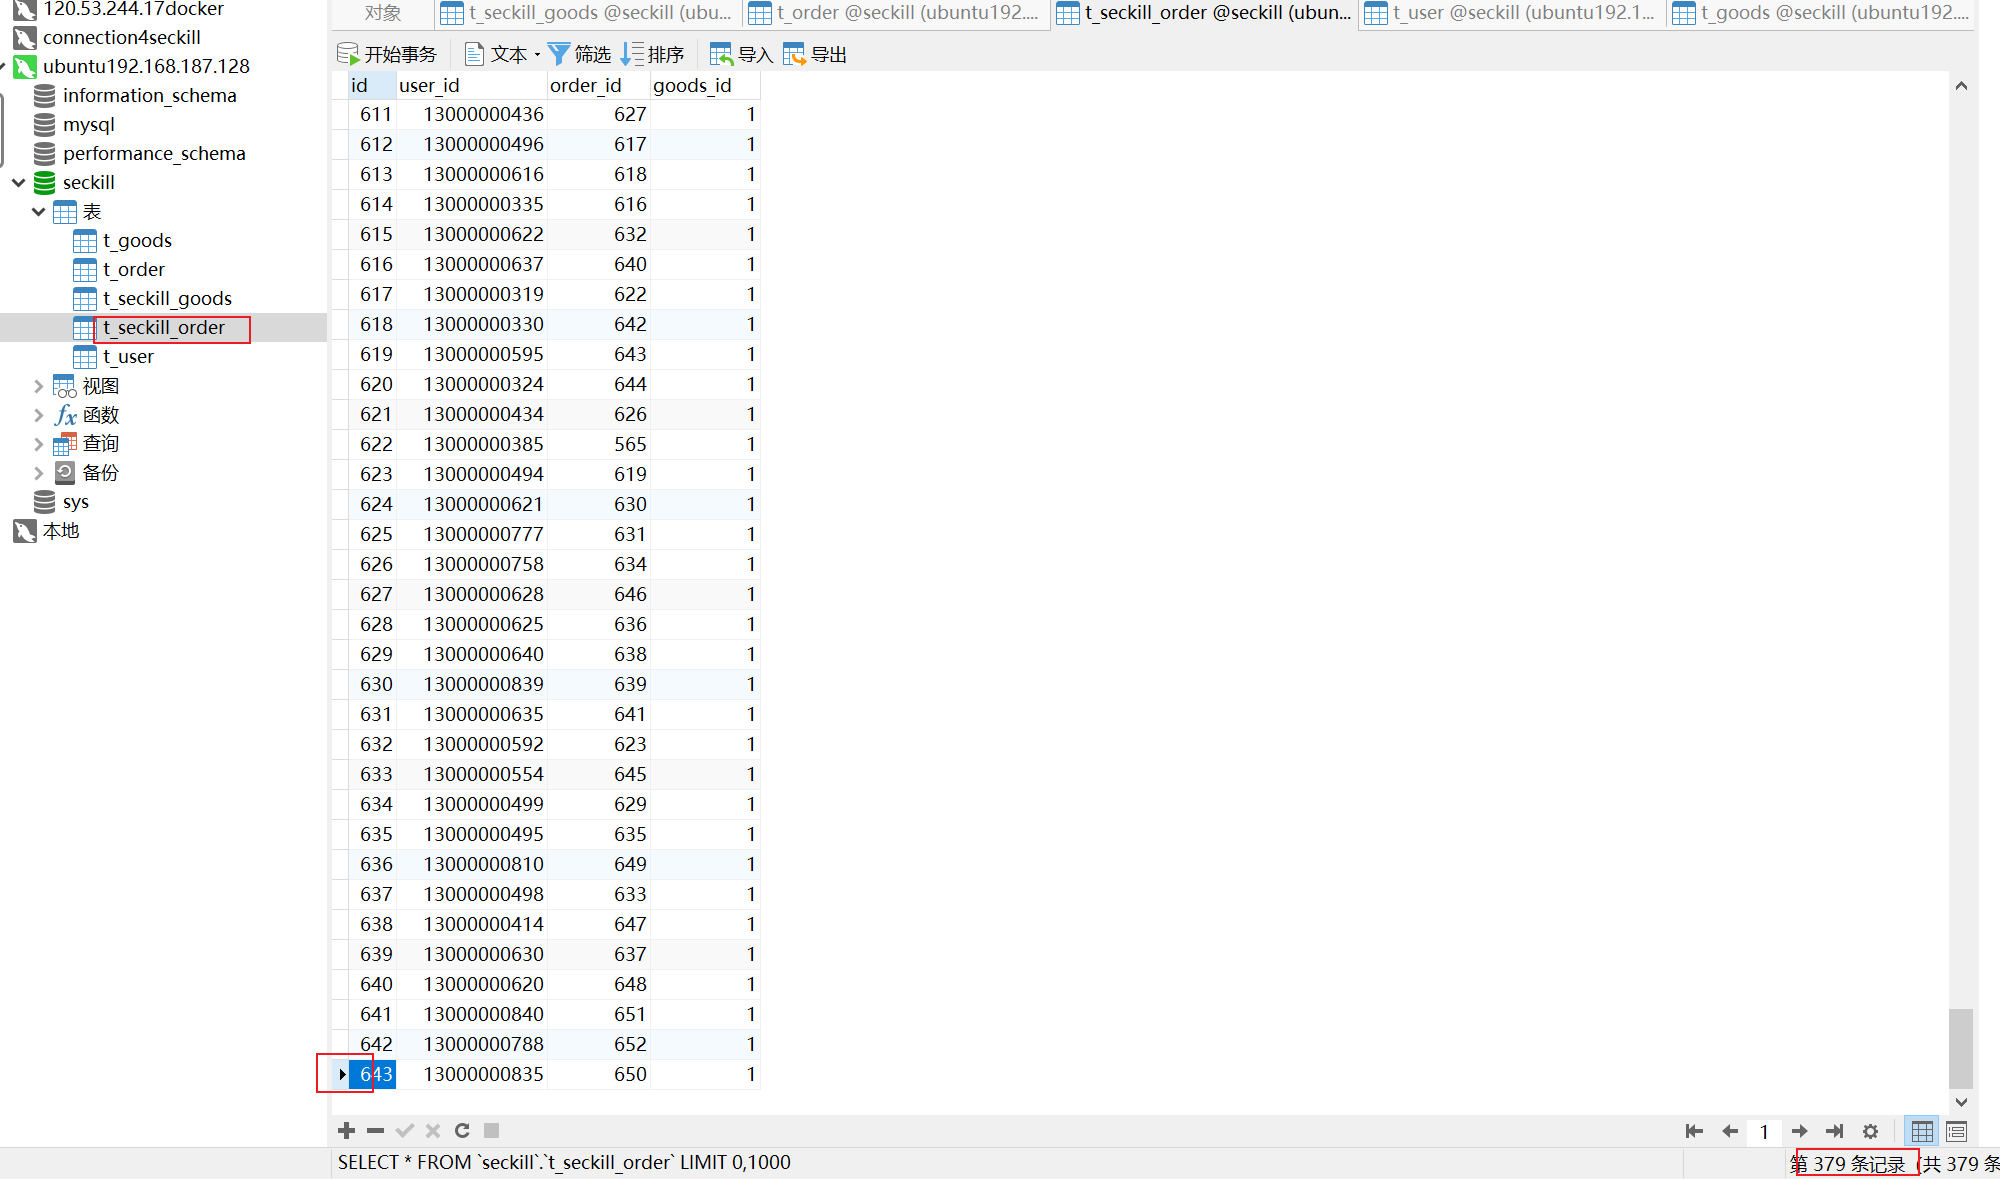 120.53.244.17docker
connection4seckill
ubuntu192.168.187.128
information_schema
mysql
performance_schema
seckill
表
t_goods
t_order
t_seckill_goods
t_seckill_order
t_user
视图
函数
查询
备份
sys
本地
对象 t_seckill_goods @seckill (ubu... t_order @seckill (ubuntu192.... t_seckill_order @seckill (ubun... t_user @seckill (ubuntu192.1... t_goods @seckill (ubuntu192....
开始事务 文本 筛选 排序 导入 导出
id user_id order_id goods_id
611 13000000436 627 1
612 13000000496 617 1
613 13000000616 618 1
614 13000000335 616 1
615 13000000622 632 1
616 13000000637 640 1
617 13000000319 622 1
618 13000000330 642 1
619 13000000595 643 1
620 13000000324 644 1
621 13000000434 626 1
622 13000000385 565 1
623 13000000494 619 1
624 13000000621 630 1
625 13000000777 631 1
626 13000000758 634 1
627 13000000628 646 1
628 13000000625 636 1
629 13000000640 638 1
630 13000000839 639 1
631 13000000635 641 1
632 13000000592 623 1
633 13000000554 645 1
634 13000000499 629 1
635 13000000495 635 1
636 13000000810 649 1
637 13000000498 633 1
638 13000000414 647 1
639 13000000630 637 1
640 13000000620 648 1
641 13000000840 651 1
642 13000000788 652 1
643 13000000835 650 1
1
SELECT * FROM `seckill`.`t_seckill_order` LIMIT 0,1000
第 379 条记录 (共 379 条